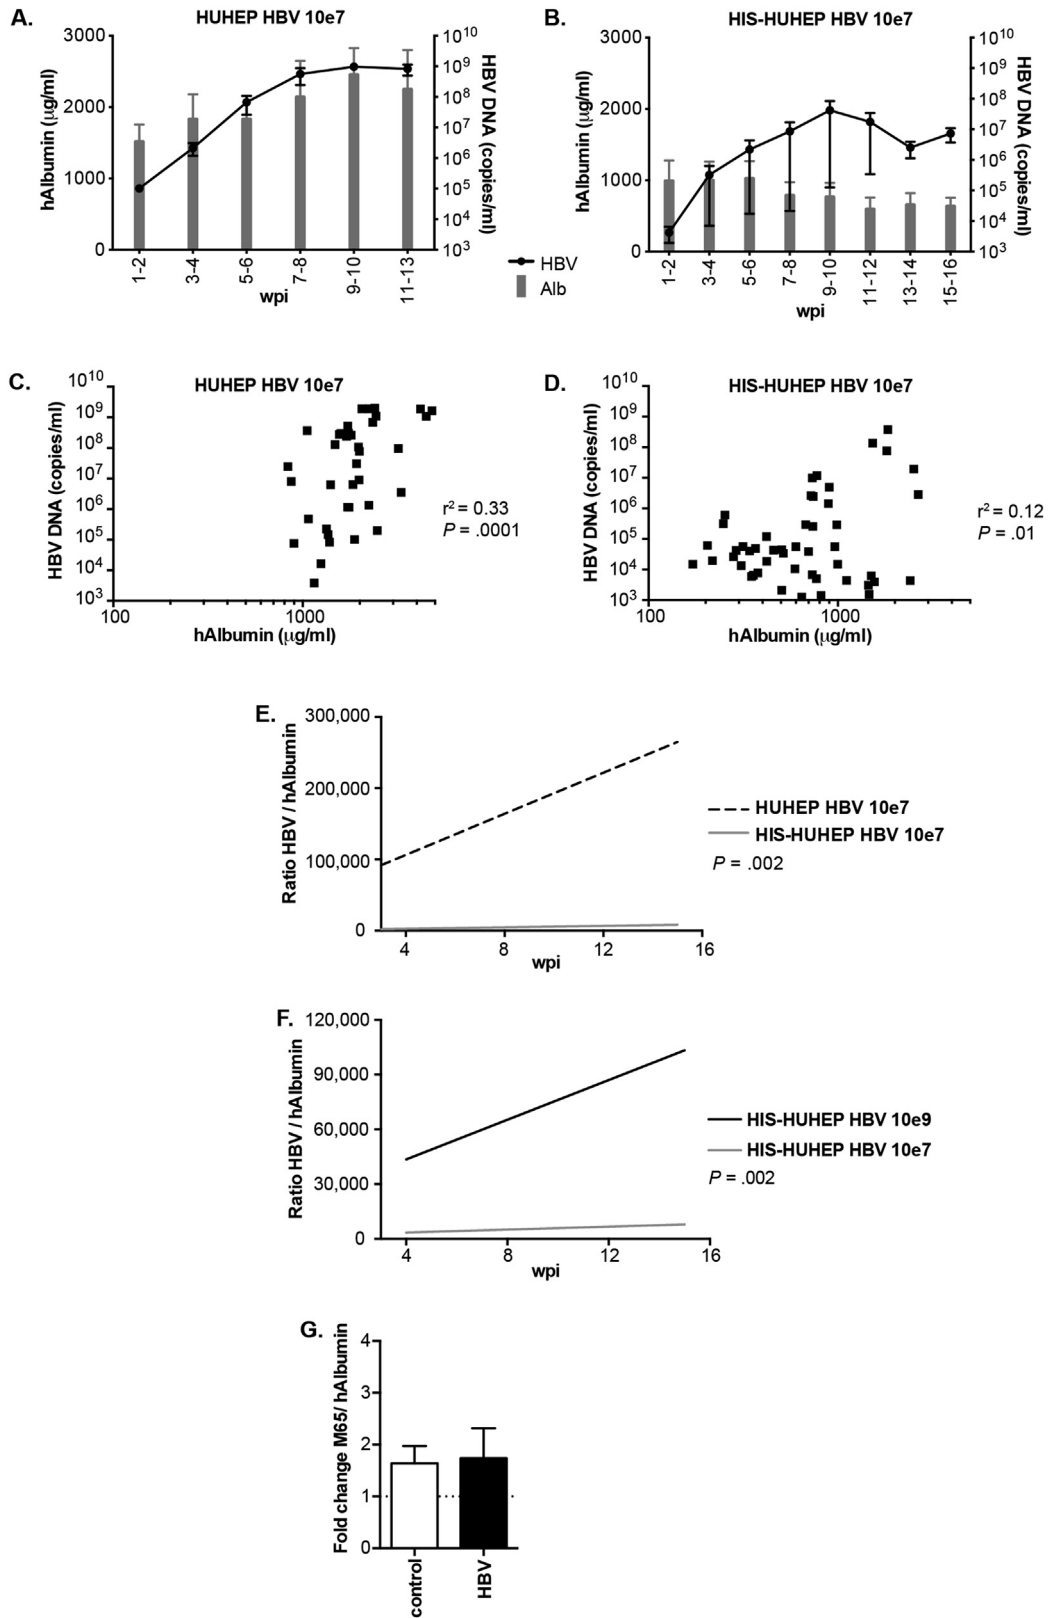 A.
HUHEP HBV 10e7
hAlbumin (µg/ml)
3000
2000
1000
0
HBV DNA (copies/ml)
10^10
10^9
10^8
10^7
10^6
10^5
10^4
10^3
1-2
3-4
5-6
7-8
9-10
11-13
wpi
HBV
Alb
B.
HIS-HUHEP HBV 10e7
hAlbumin (µg/ml)
3000
2000
1000
0
HBV DNA (copies/ml)
10^10
10^9
10^8
10^7
10^6
10^5
10^4
10^3
1-2
3-4
5-6
7-8
9-10
11-12
13-14
15-16
wpi
C.
HUHEP HBV 10e7
HBV DNA (copies/ml)
10^10
10^9
10^8
10^7
10^6
10^5
10^4
10^3
100
1000
hAlbumin (µg/ml)
r² = 0.33
P = .0001
D.
HIS-HUHEP HBV 10e7
HBV DNA (copies/ml)
10^10
10^9
10^8
10^7
10^6
10^5
10^4
10^3
100
1000
hAlbumin (µg/ml)
r² = 0.12
P = .01
E.
Ratio HBV / hAlbumin
300,000
200,000
100,000
0
4
8
12
16
wpi
HUHEP HBV 10e7
HIS-HUHEP HBV 10e7
P = .002
F.
Ratio HBV / hAlbumin
120,000
90,000
60,000
30,000
0
4
8
12
16
wpi
HIS-HUHEP HBV 10e9
HIS-HUHEP HBV 10e7
P = .002
G.
Fold change M65/ hAlbumin
4
3
2
1
0
control
HBV